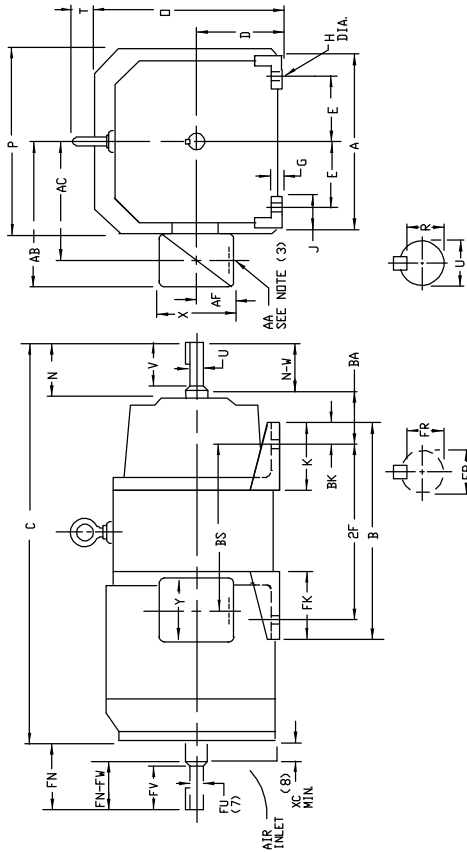 C
P
FN
N
AB
FN-FW
AC
T
FV
V
O
FU
(7)
U
X
D
Y
AF
BS
AIR
INLET
(8)
XC
MIN.
FK
K
N-W
AA
SEE NOTE (3)
G
H
DIA.
J
E
E
BK
BA
2F
A
B
FR
R
U